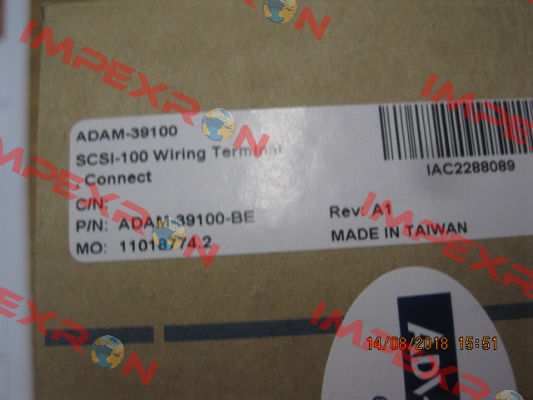 ADAM-39100
SCSI-100 Wiring Terminal
, Connect
IAC2288089
C/N:
P/N: ADAM-39100-BE
Rev: A1
MO: 11018774.2
MADE IN TAIWAN
14/08/2018 15:51
IMPEXRON
IMPEXRON
IMPEXRON
IMPEXRON